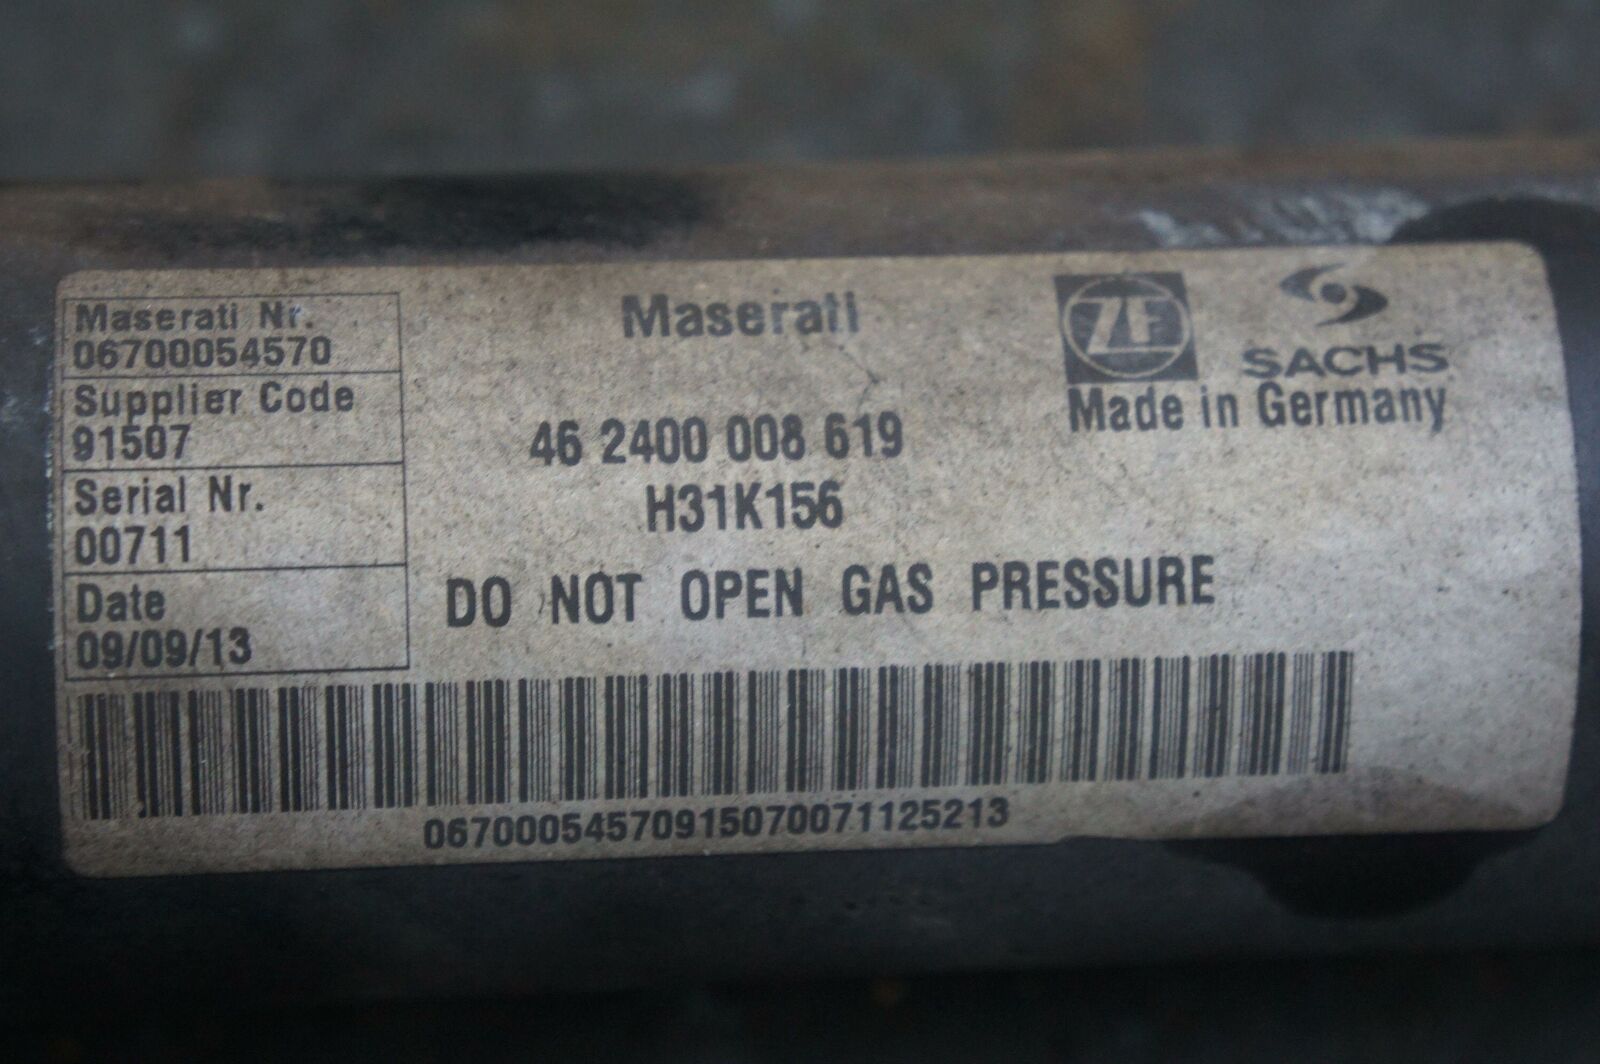 Maserati Nr.
06700054570
Supplier Code
91507
Serial Nr.
00711
Date
09/09/13
Maserati
46 2400 008 619
H31K156
DO NOT OPEN GAS PRESSURE
ZF
SACHS
Made in Germany
06700054570915070071125213